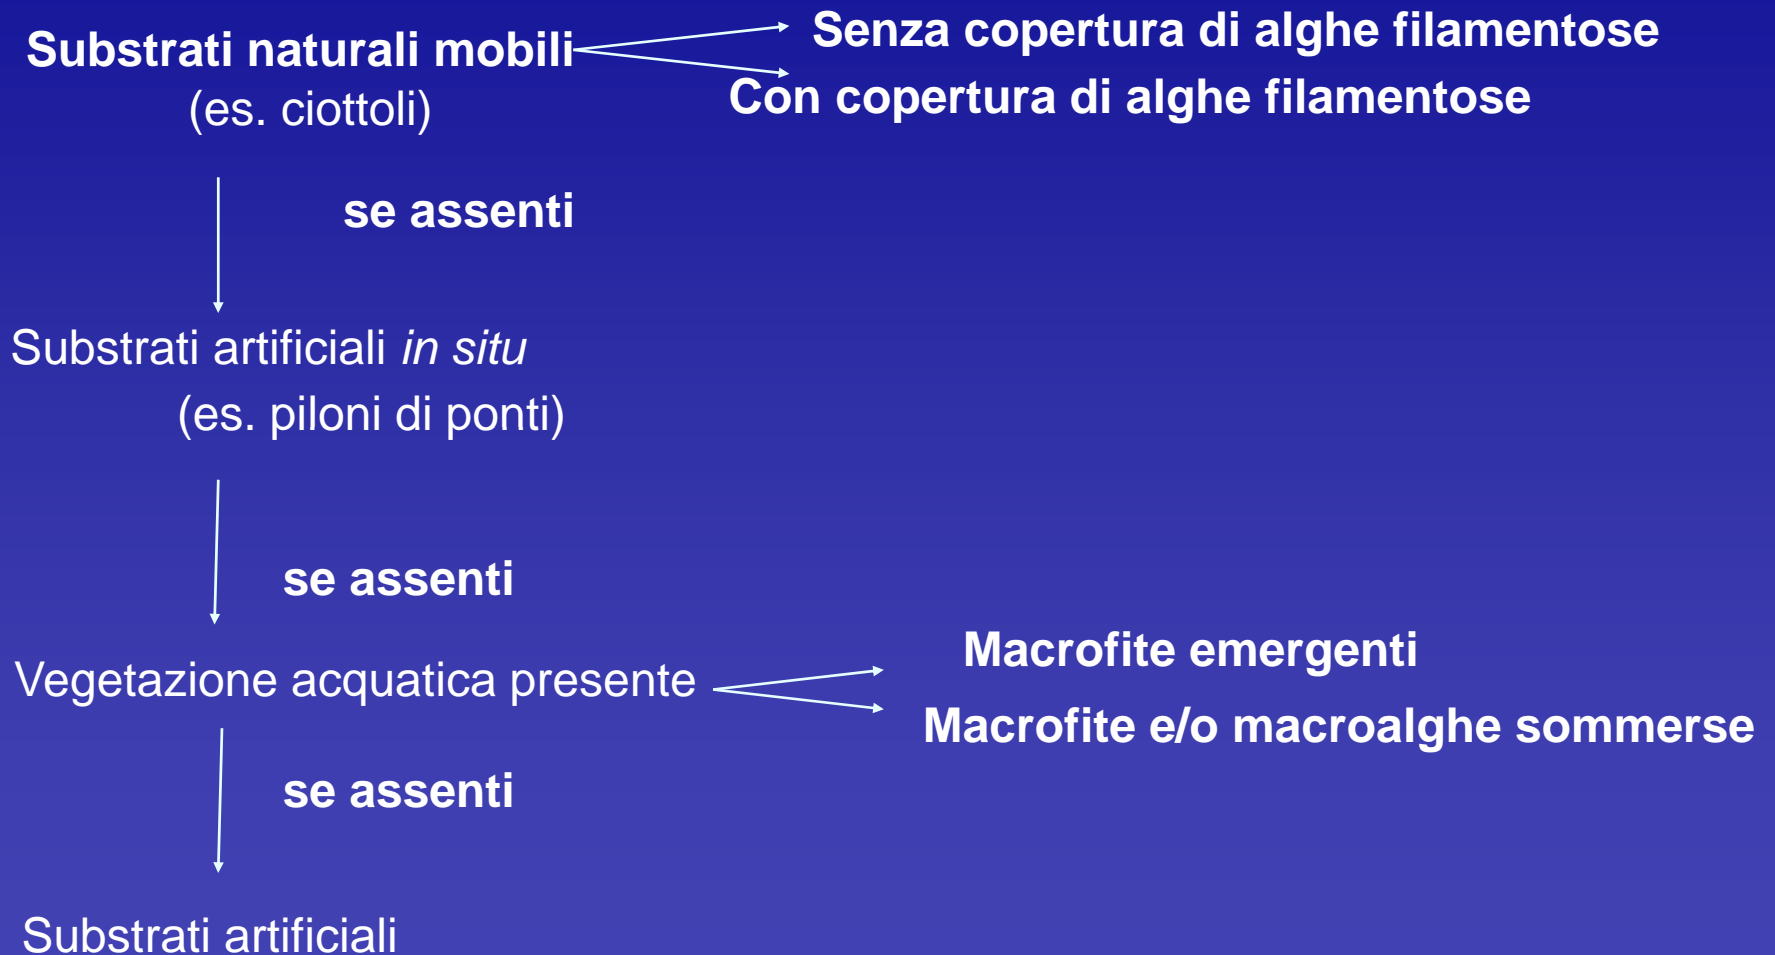 Substrati naturali mobili
(es. ciottoli)
Senza copertura di alghe filamentose
Con copertura di alghe filamentose
se assenti
Substrati artificiali in situ
(es. piloni di ponti)
se assenti
Vegetazione acquatica presente
Macrofite emergenti
Macrofite e/o macroalghe sommerse
se assenti
Substrati artificiali